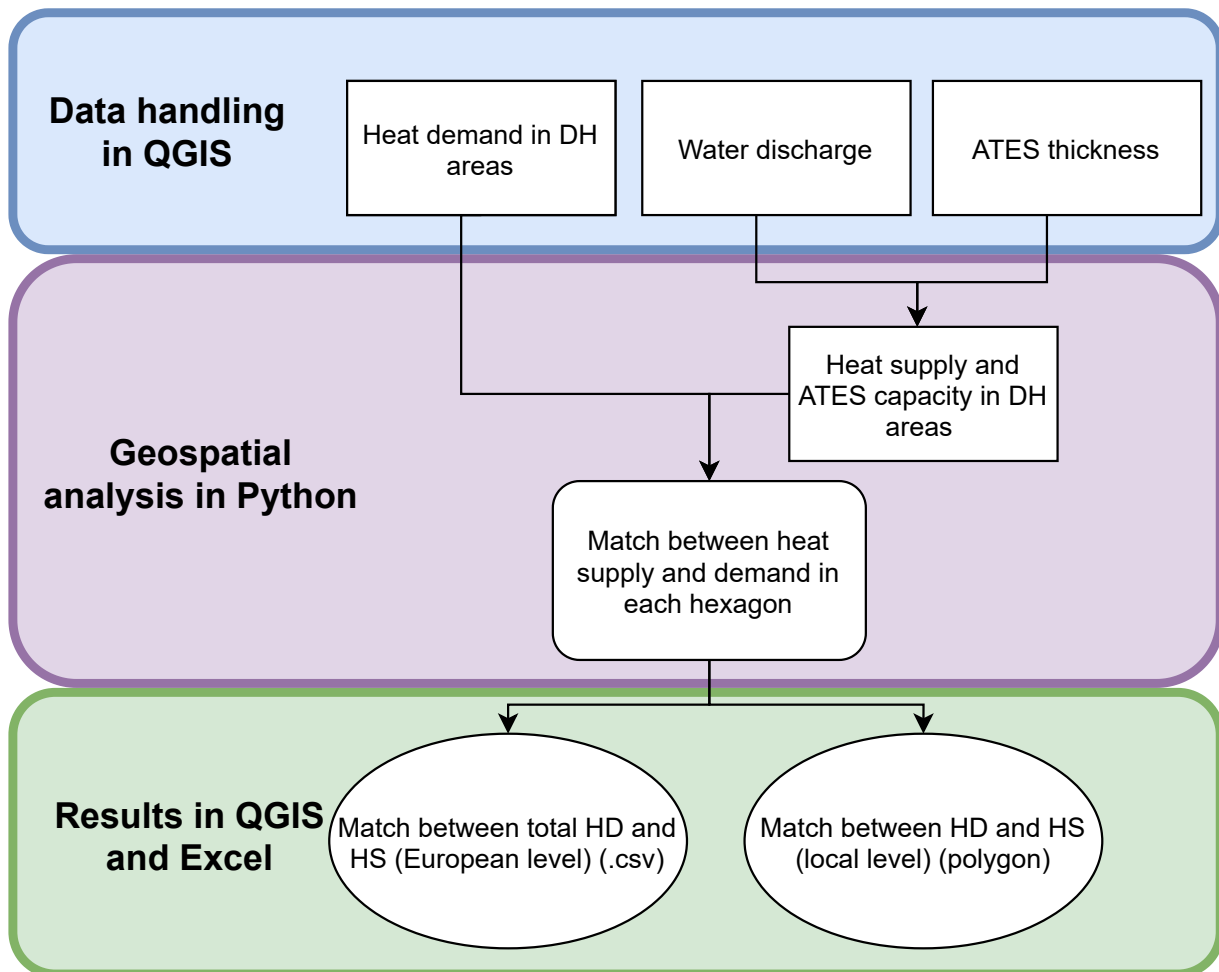 Data handling
in QGIS
Heat demand in DH
areas
Water discharge
ATES thickness
Heat supply and
ATES capacity in DH
areas
Geospatial
analysis in Python
Match between heat
supply and demand in
each hexagon
Results in QGIS
and Excel
Match between total HD and
HS (European level) (.csv)
Match between HD and HS
(local level) (polygon)